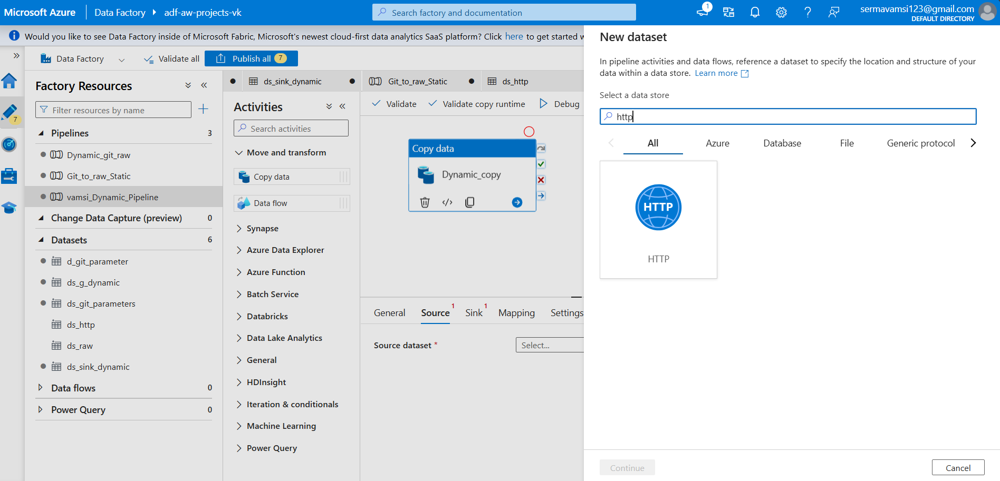 Microsoft Azure
Data Factory
adf-aw-projects-vk
Search factory and documentation
1
sermavamsi123@gmail.com
DEFAULT DIRECTORY
Would you like to see Data Factory inside of Microsoft Fabric, Microsoft's newest cloud-first data analytics SaaS platform? Click here to get started w
Data Factory
Validate all
Publish all 7
7
Factory Resources
Filter resources by name
Pipelines 3
Dynamic_git_raw
Git_to_raw_Static
vamsi_Dynamic_Pipeline
Change Data Capture (preview) 0
Datasets 6
d_git_parameter
ds_g_dynamic
ds_git_parameters
ds_http
ds_raw
ds_sink_dynamic
Data flows 0
Power Query 0
ds_sink_dynamic
Git_to_raw_Static
ds_http
Activities
Search activities
Move and transform
Copy data
Data flow
Synapse
Azure Data Explorer
Azure Function
Batch Service
Databricks
Data Lake Analytics
General
HDInsight
Iteration & conditionals
Machine Learning
Power Query
Validate
Validate copy runtime
Debug
Copy data
Dynamic_copy
General
Source 1
Sink 1
Mapping
Settings
Source dataset *
Select...
New dataset
In pipeline activities and data flows, reference a dataset to specify the location and structure of your
data within a data store. Learn more
Select a data store
http
All
Azure
Database
File
Generic protocol
HTTP
HTTP
Continue
Cancel